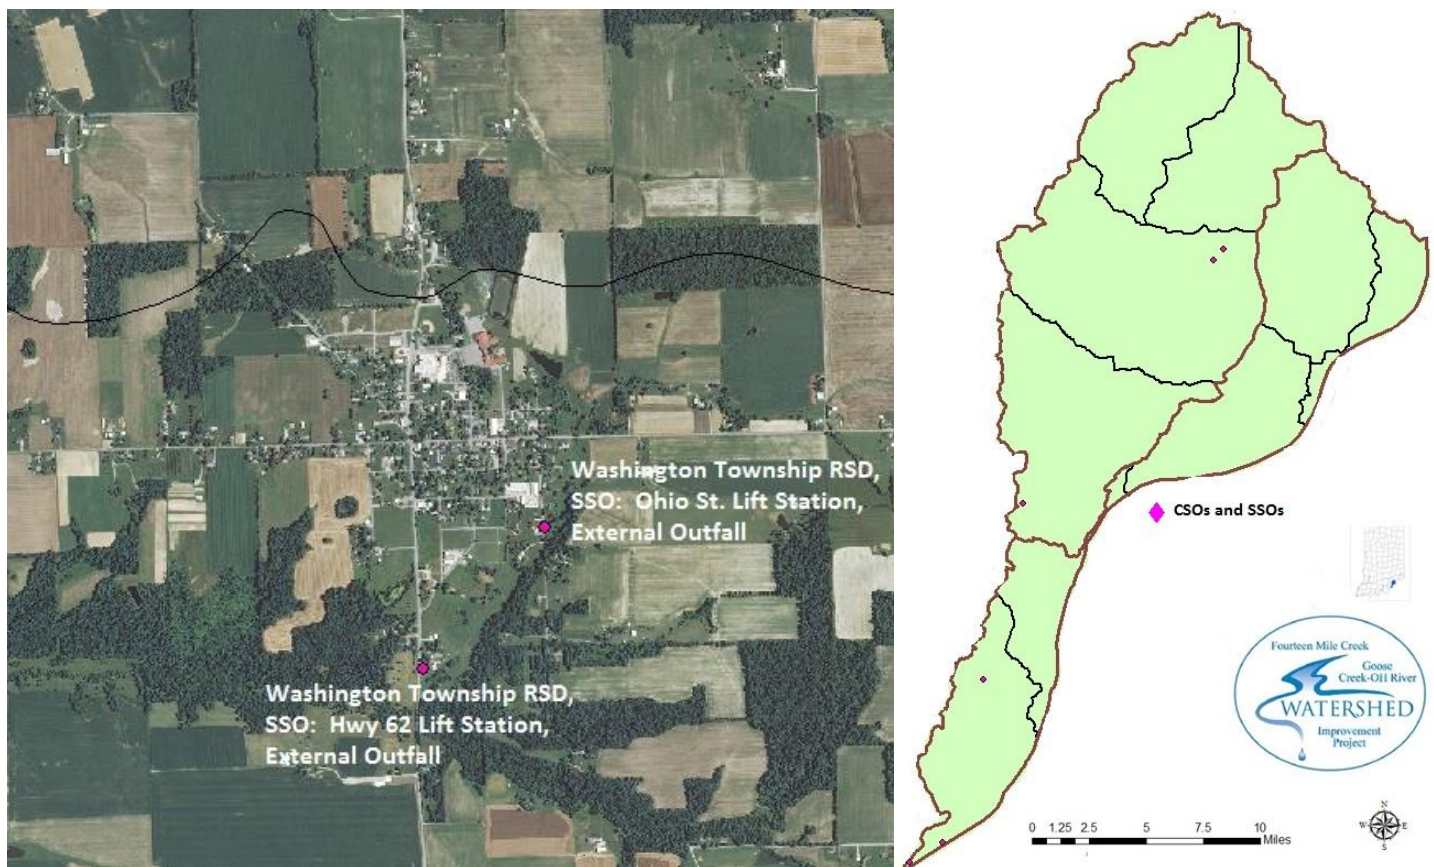 Washington Township RSD,
SSO: Ohio St. Lift Station,
External Outfall
Washington Township RSD,
SSO: Hwy 62 Lift Station,
External Outfall
CSOs and SSOs
Fourteen Mile Creek
Goose
Creek-OH River
WATERSHED
Improvement
Project
N
W E
S
0 1.25 2.5 5 7.5 10
Miles